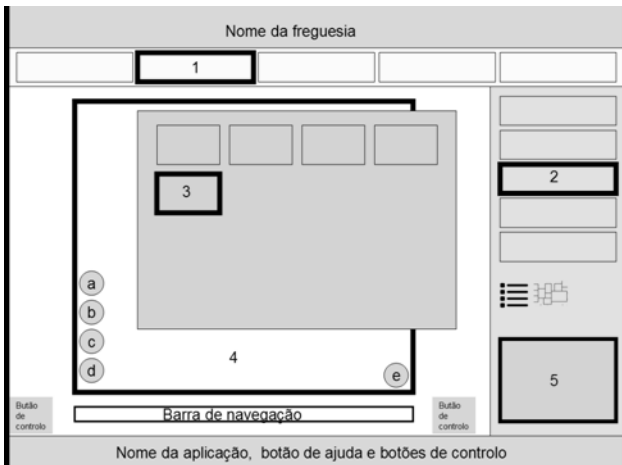 Nome da freguesia
1
2
3
a
b
c
d
4
e
5
Butão
de
controlo
Barra de navegação
Butão
de
controlo
Nome da aplicação, botão de ajuda e botões de controlo